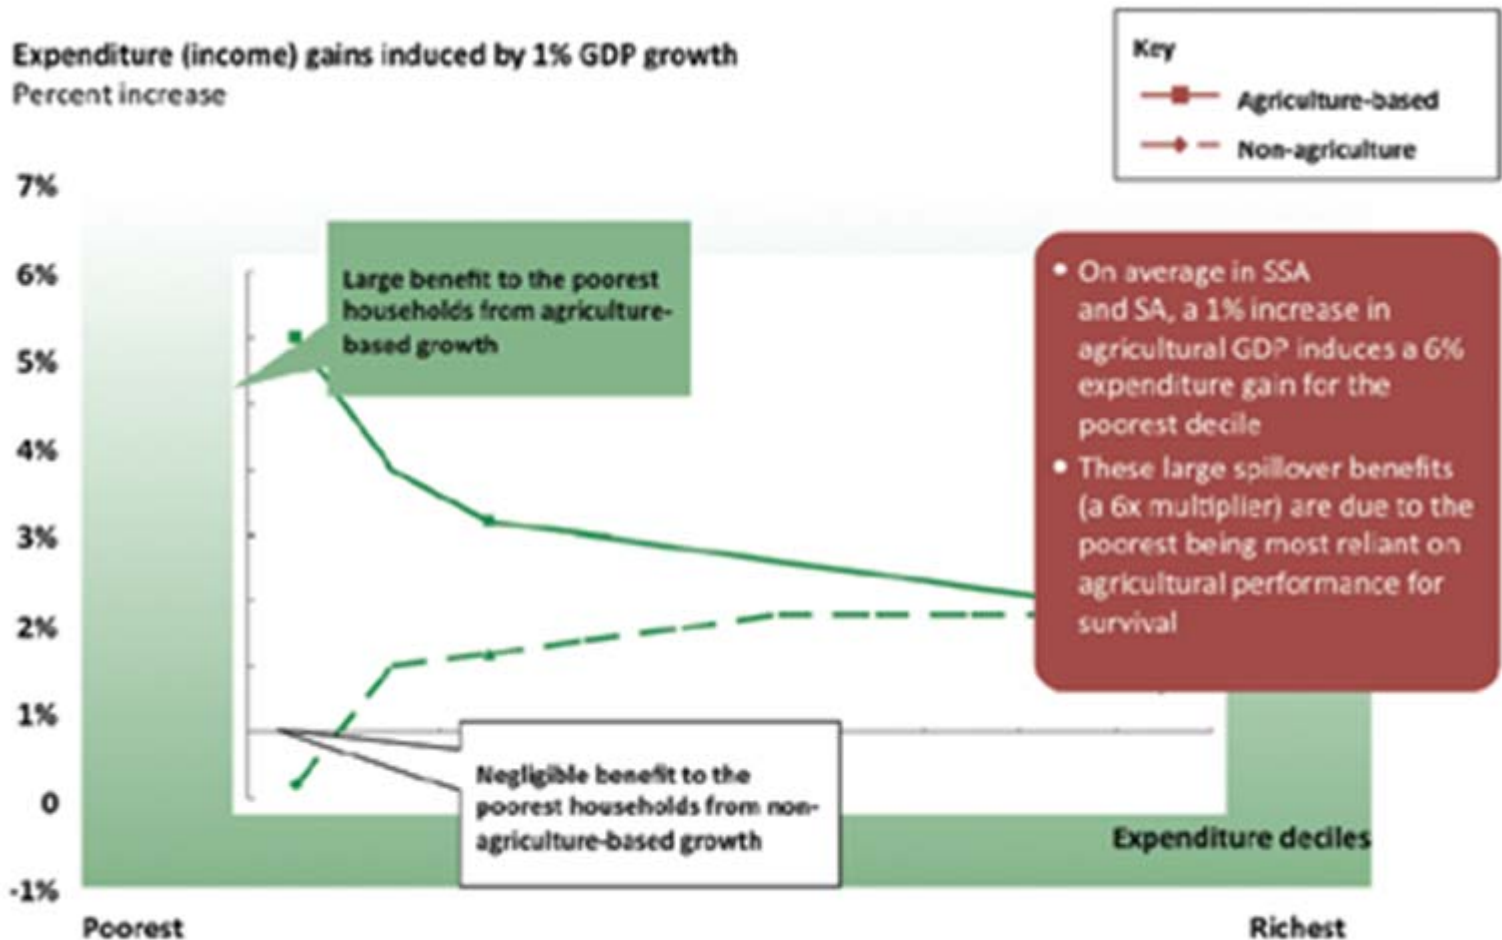 Expenditure (income) gains induced by 1% GDP growth
Percent increase
Key
Agriculture-based
Non-agriculture
7%
6%
5%
4%
3%
2%
1%
0
-1%
Large benefit to the poorest
households from agriculture-
based growth
• On average in SSA
and SA, a 1% increase in
agricultural GDP induces a 6%
expenditure gain for the
poorest decile
• These large spillover benefits
(a 6x multiplier) are due to the
poorest being most reliant on
agricultural performance for
survival
Negligible benefit to the
poorest households from non-
agriculture-based growth
Expenditure deciles
Poorest
Richest